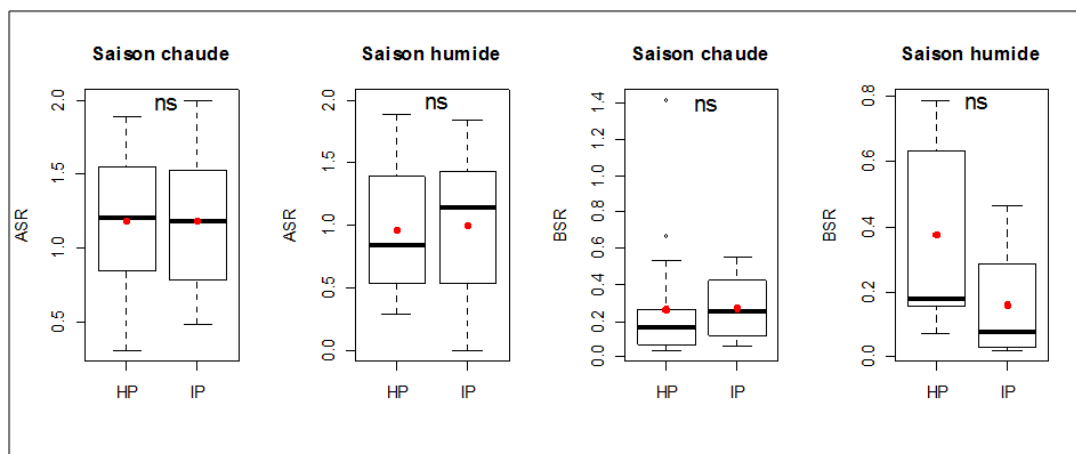 Saison chaude
ns
ASR
2.0
1.5
1.0
0.5
HP IP
Saison humide
ns
ASR
2.0
1.5
1.0
0.5
0.0
HP IP
Saison chaude
ns
BSR
1.4
1.2
1.0
0.8
0.6
0.4
0.2
0.0
HP IP
Saison humide
ns
BSR
0.8
0.6
0.4
0.2
0.0
HP IP